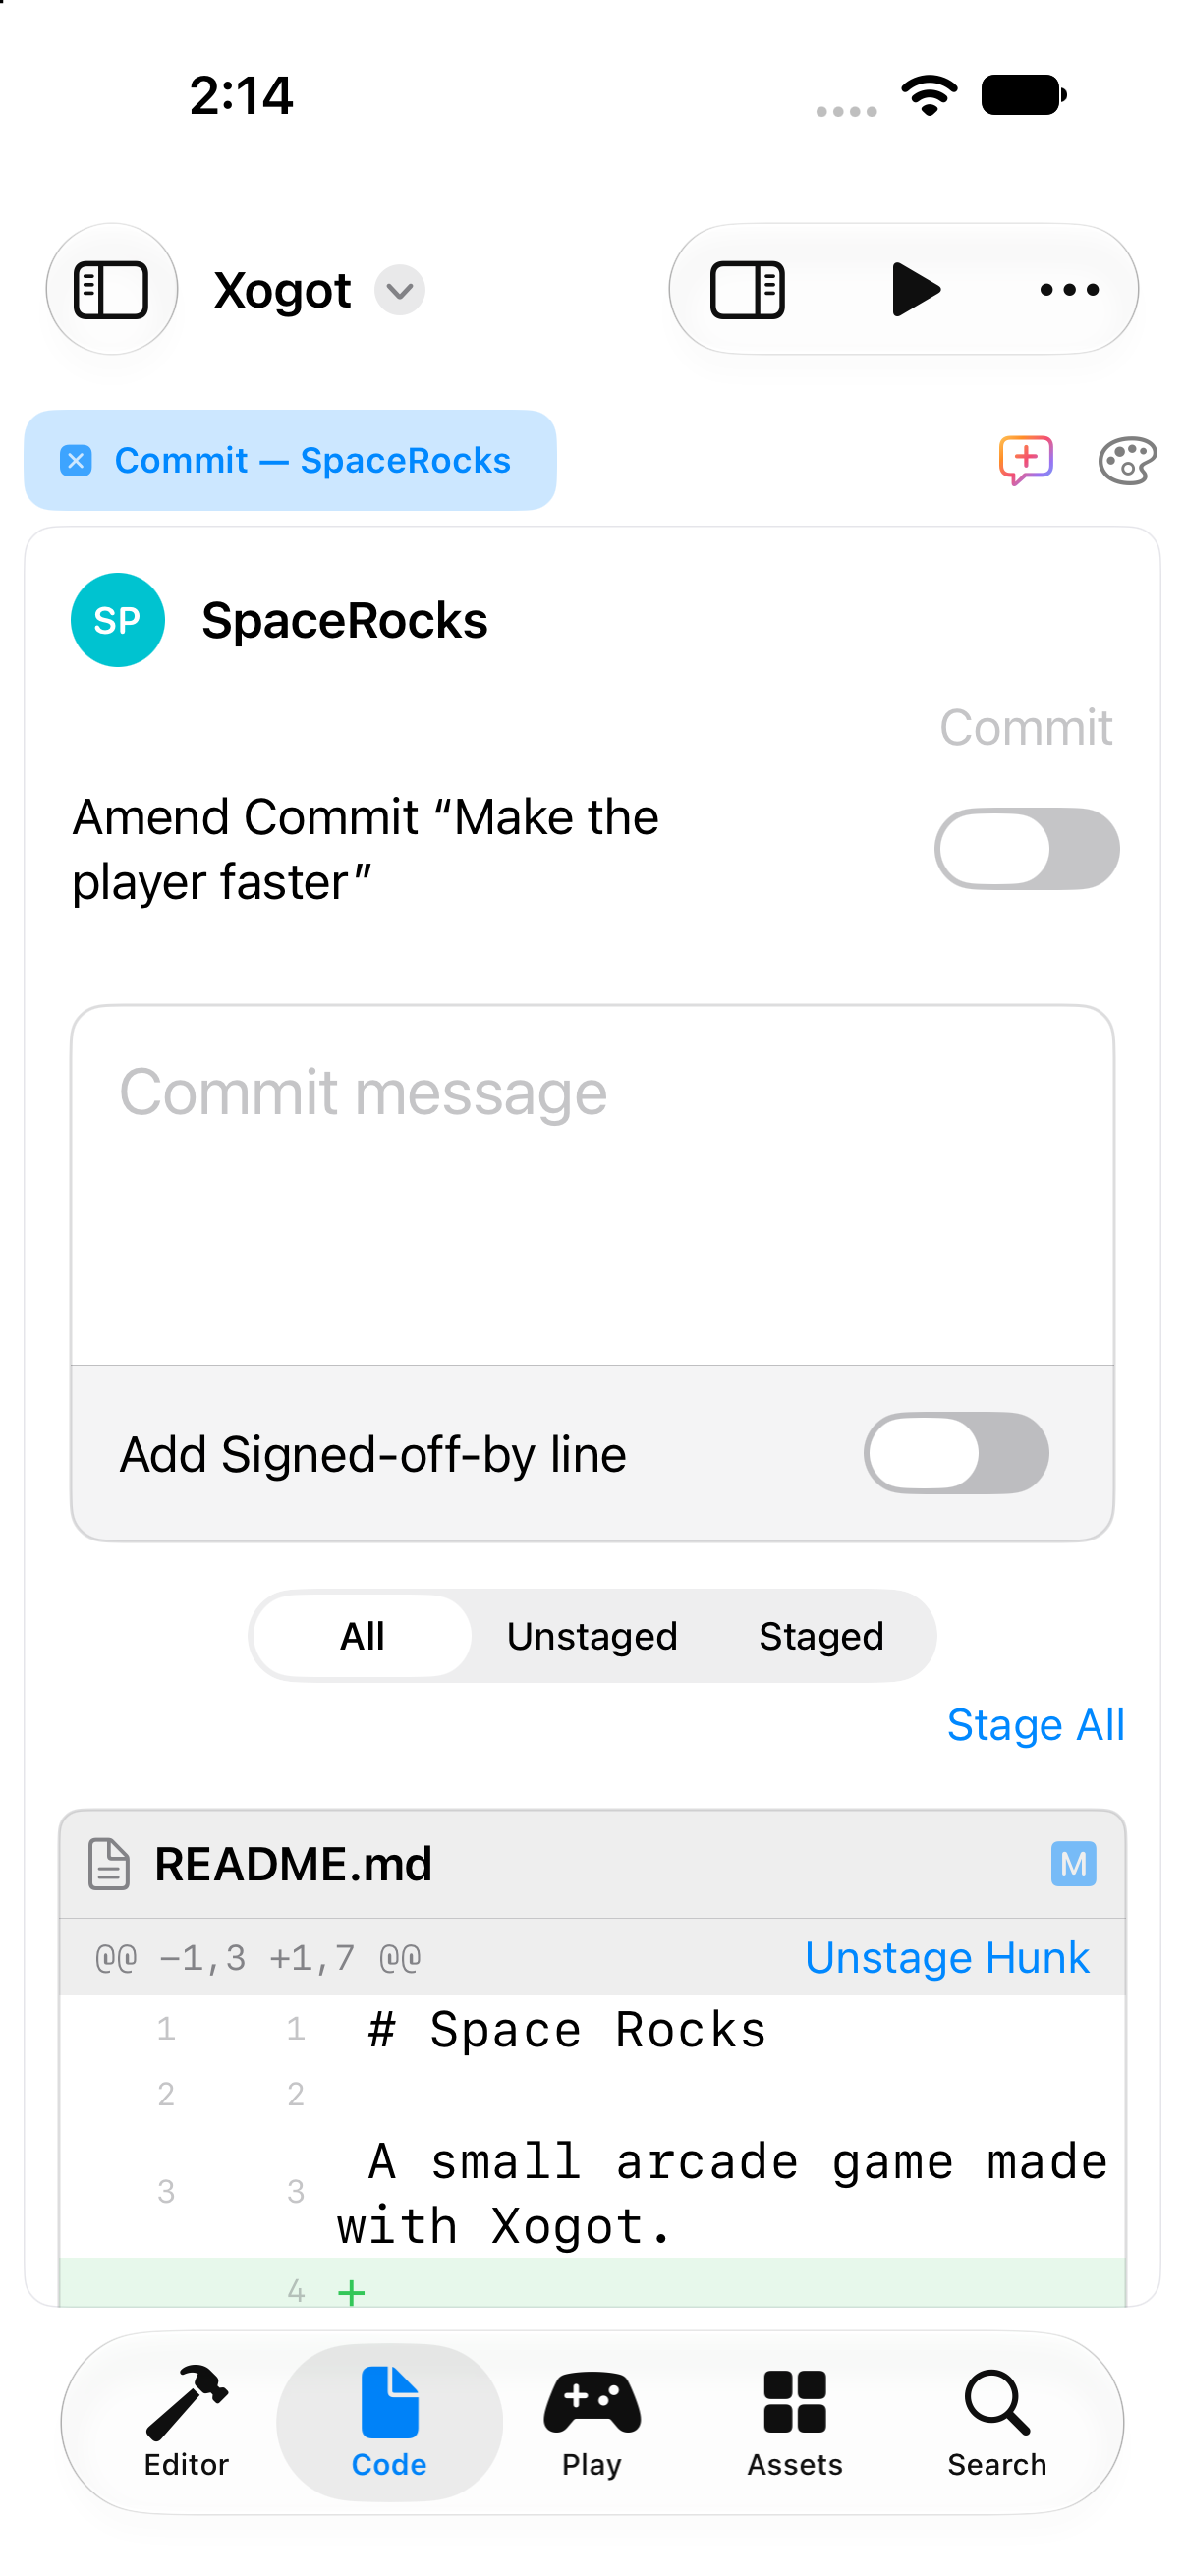 2:14
Xogot
Commit — SpaceRocks
SP
SpaceRocks
Commit
Amend Commit “Make the
player faster”
Commit message
Add Signed-off-by line
All
Unstaged
Staged
Stage All
README.md
M
@@ −1,3 +1,7 @@
Unstage Hunk
1 1 # Space Rocks
2 2
3 3 A small arcade game made
with Xogot.
4 +
Editor
Code
Play
Assets
Search